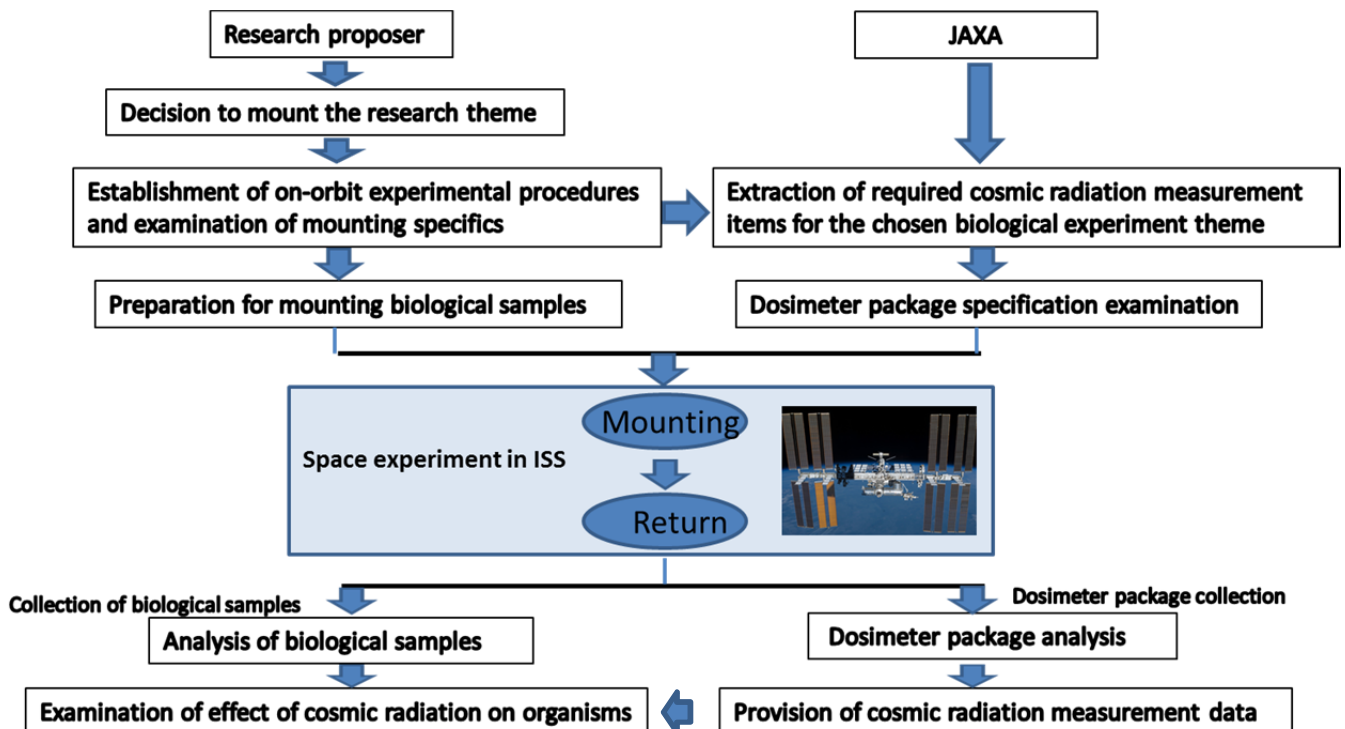 Research proposer
JAXA
Decision to mount the research theme
Establishment of on-orbit experimental procedures
and examination of mounting specifics
Extraction of required cosmic radiation measurement
items for the chosen biological experiment theme
Preparation for mounting biological samples
Dosimeter package specification examination
Mounting
Space experiment in ISS
Return
Collection of biological samples
Dosimeter package collection
Analysis of biological samples
Dosimeter package analysis
Examination of effect of cosmic radiation on organisms
Provision of cosmic radiation measurement data